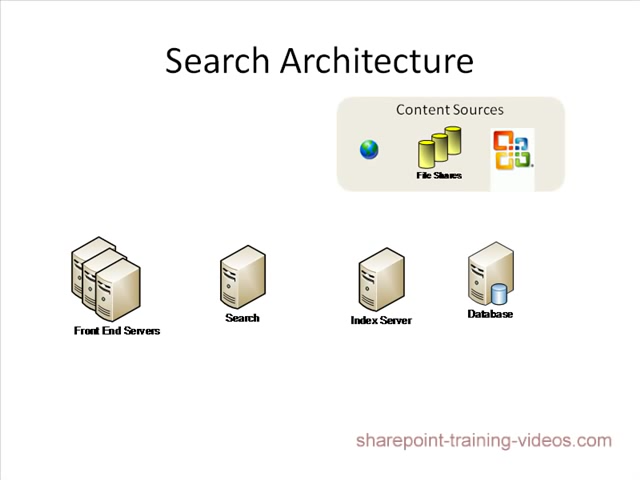 Search Architecture
Content Sources
File Shares
Front End Servers
Search
Index Server
Database
sharepoint-training-videos.com